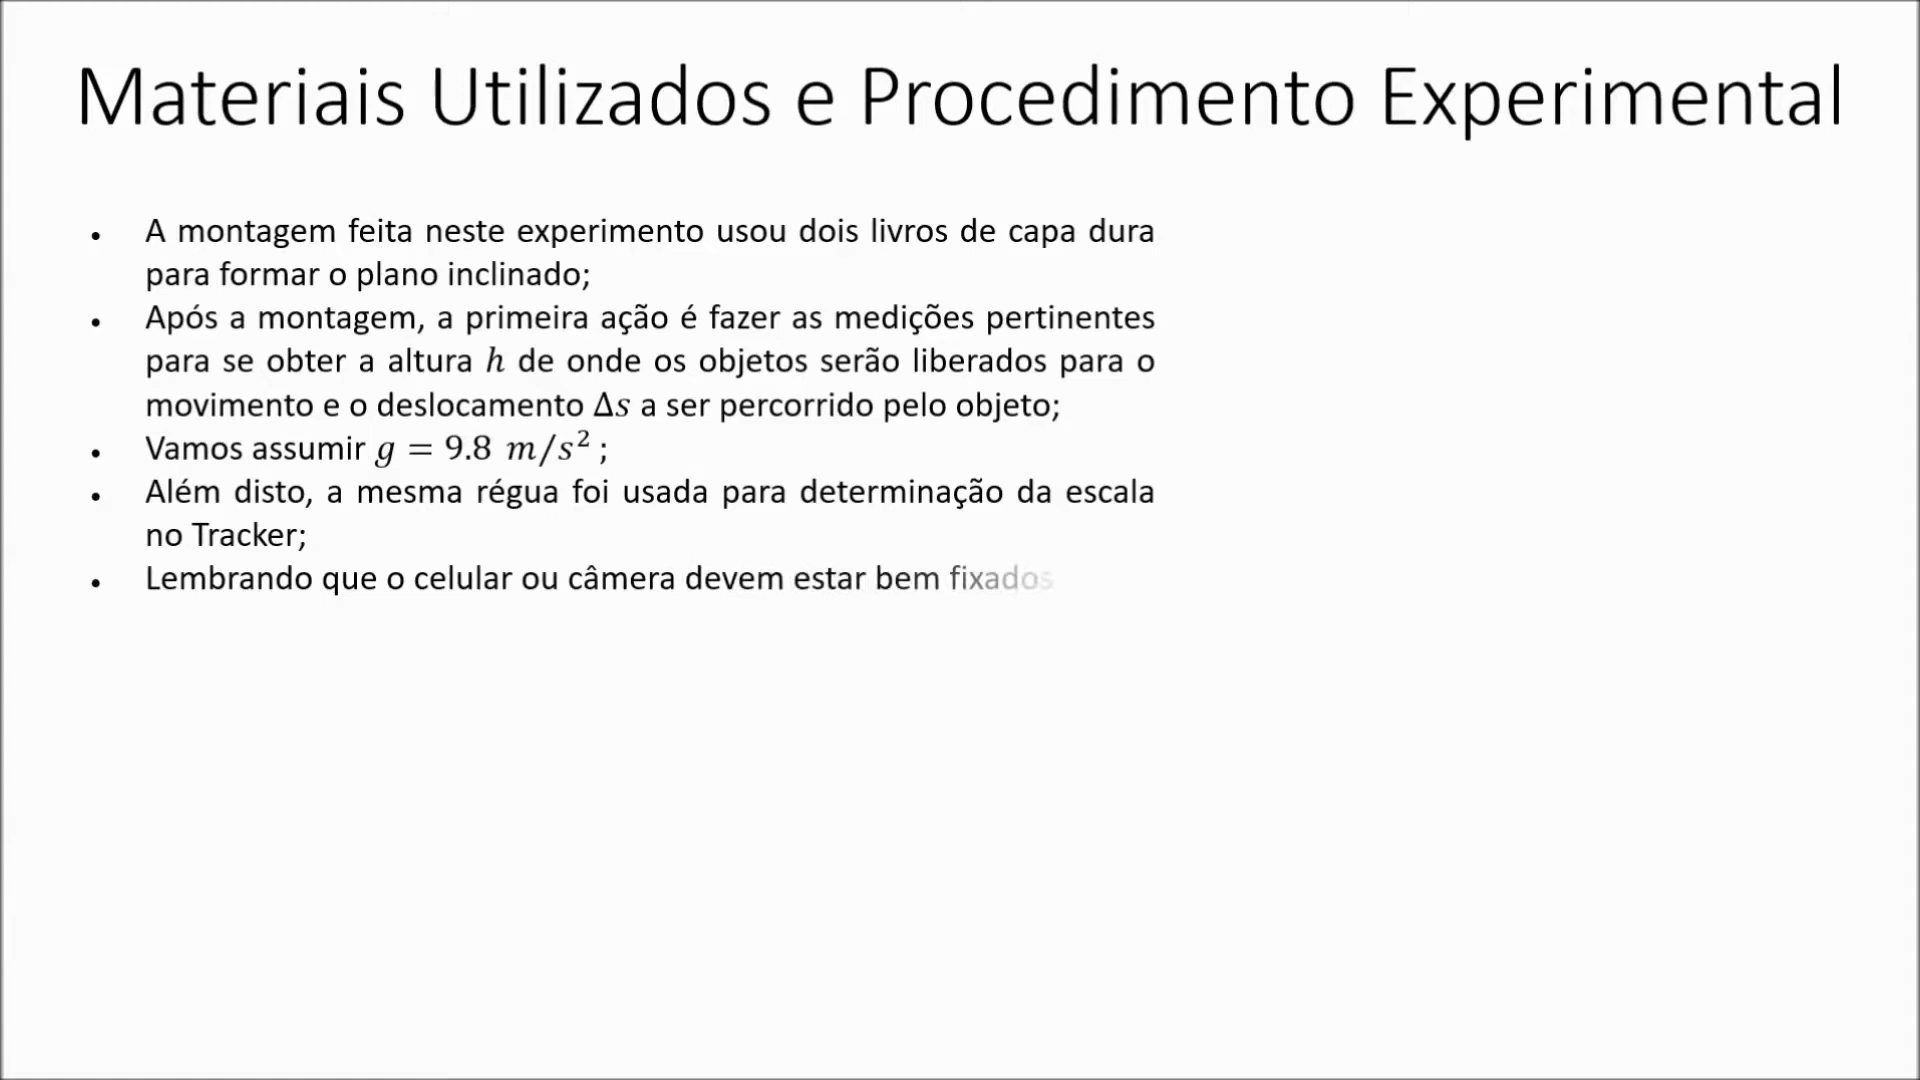 Materiais Utilizados e Procedimento Experimental
• A montagem feita neste experimento usou dois livros de capa dura
para formar o plano inclinado;
• Após a montagem, a primeira ação é fazer as medições pertinentes
para se obter a altura h de onde os objetos serão liberados para o
movimento e o deslocamento Δs a ser percorrido pelo objeto;
• Vamos assumir g = 9.8 m/s² ;
• Além disto, a mesma régua foi usada para determinação da escala
no Tracker;
• Lembrando que o celular ou câmera devem estar bem fixados